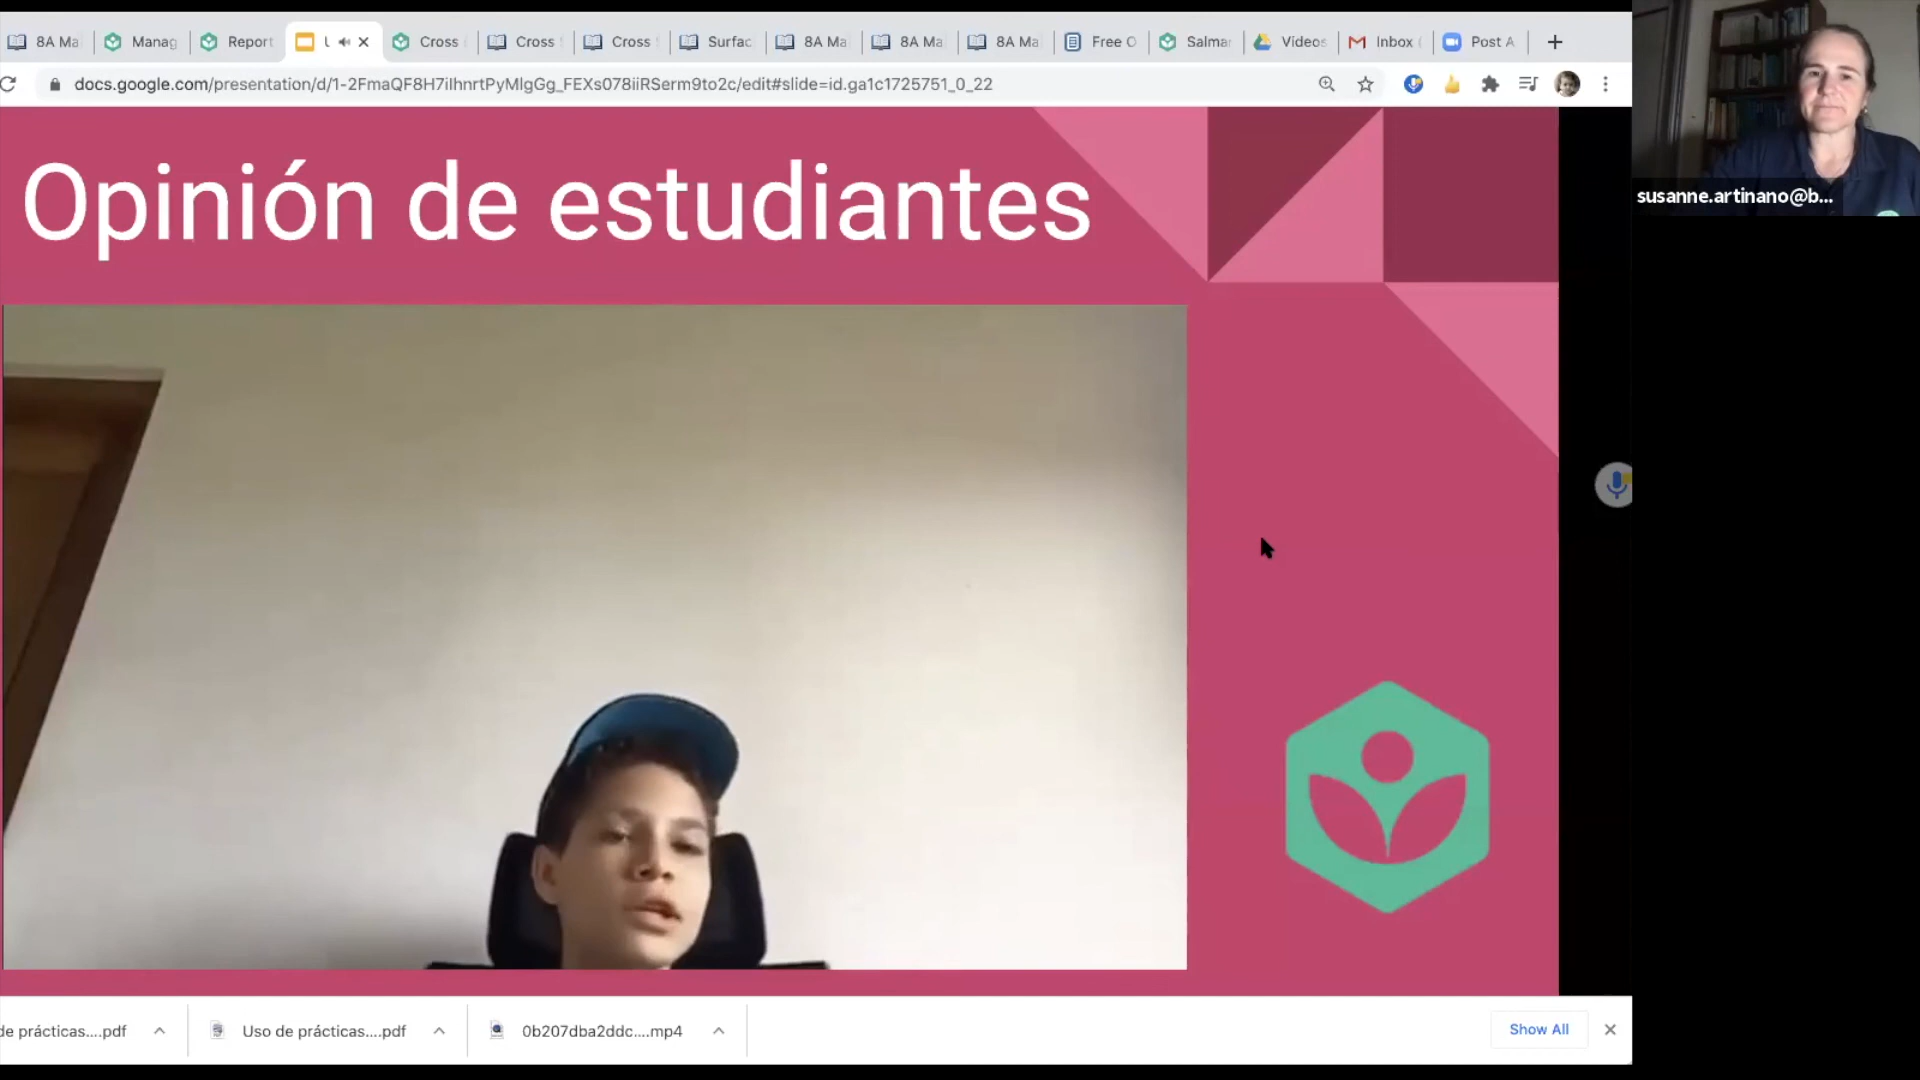 8A Ma
Manag
Report
Cross
Cross
Cross
Surfac
8A Ma
8A Ma
8A Ma
Free O
Salma
Videos
Inbox (
Post A
docs.google.com/presentation/d/1-2FmaQF8H7iIhnrtPyMlgGg_FEXs078iiRSerm9to2c/edit#slide=id.ga1c1725751_0_22
susanne.artinano@b...
Opinión de estudiantes
de prácticas....pdf
Uso de prácticas....pdf
0b207dba2ddc....mp4
Show All